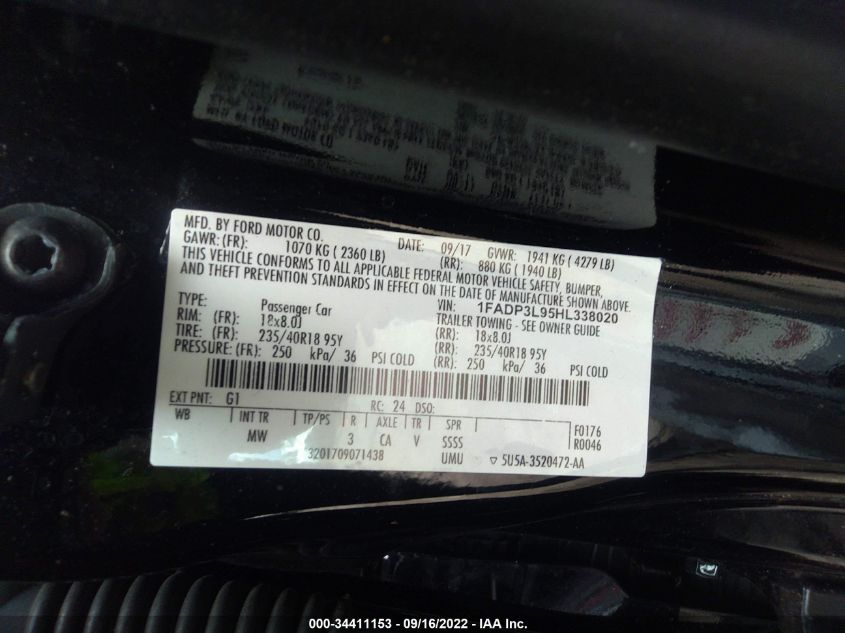 MFD. BY FORD MOTOR CO. DATE: 09/17 GVWR: 1941 KG ( 4279 LB)
GAWR: (FR): 1070 KG ( 2360 LB) (RR): 880 KG ( 1940 LB)
THIS VEHICLE CONFORMS TO ALL APPLICABLE FEDERAL MOTOR VEHICLE SAFETY, BUMPER,
AND THEFT PREVENTION STANDARDS IN EFFECT ON THE DATE OF MANUFACTURE SHOWN ABOVE.
VIN: 1FADP3L95HL338020
TYPE: Passenger Car TRAILER TOWING - SEE OWNER GUIDE
RIM: (FR): 18x8.0J (RR): 18x8.0J
TIRE: (FR): 235/40R18 95Y (RR): 235/40R18 95Y
PRESSURE: (FR): 250 kPa/ 36 PSI COLD (RR): 250 kPa/ 36 PSI COLD
EXT PNT: G1 RC: 24 DSO:
WB INT TR TP/PS R AXLE TR SPR F0176
MW 3 CA V SSSS R0046
3201709071438 UMU ▽ 5U5A-3520472-AA
000-34411153 - 09/16/2022 - IAA Inc.